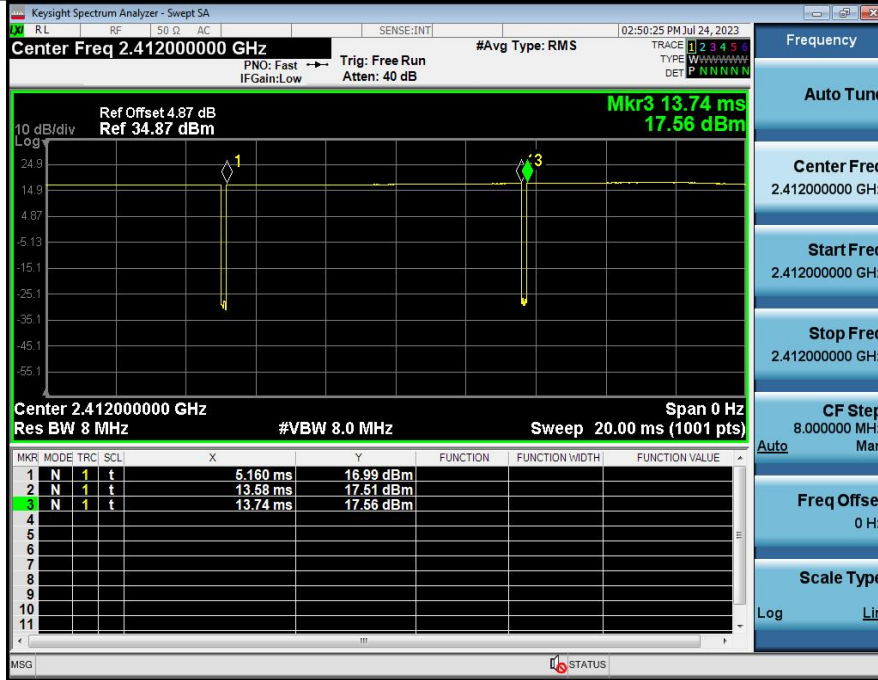 Keysight Spectrum Analyzer - Swept SA
LXI RL RF 50 Ω AC SENSE:INT 02:50:25 PM Jul 24, 2023
Center Freq 2.412000000 GHz #Avg Type: RMS TRACE 1 2 3 4 5 6
PNO: Fast Trig: Free Run TYPE WWWWWW
IFGain:Low Atten: 40 dB DET P N N N N N
Ref Offset 4.87 dB Mkr3 13.74 ms
10 dB/div Ref 34.87 dBm 17.56 dBm
Log
24.9
14.9
4.87
-5.13
-15.1
-25.1
-35.1
-45.1
-55.1
1
3
Center 2.412000000 GHz Span 0 Hz
Res BW 8 MHz #VBW 8.0 MHz Sweep 20.00 ms (1001 pts)
MKR MODE TRC SCL X Y FUNCTION FUNCTION WIDTH FUNCTION VALUE
1 N 1 t 5.160 ms 16.99 dBm
2 N 1 t 13.58 ms 17.51 dBm
3 N 1 t 13.74 ms 17.56 dBm
4
5
6
7
8
9
10
11
MSG STATUS
Frequency
Auto Tune
Center Freq
2.412000000 GHz
Start Freq
2.412000000 GHz
Stop Freq
2.412000000 GHz
CF Step
8.000000 MHz
Auto Man
Freq Offset
0 Hz
Scale Type
Log Lin